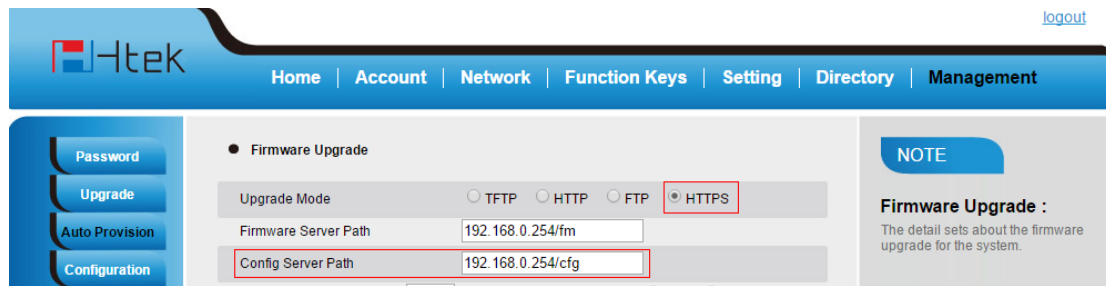 logout
Htek
Home Account Network Function Keys Setting Directory Management
Password
Upgrade
Auto Provision
Configuration
Firmware Upgrade
Upgrade Mode TFTP HTTP FTP HTTPS
Firmware Server Path 192.168.0.254/fm
Config Server Path 192.168.0.254/cfg
NOTE
Firmware Upgrade :
The detail sets about the firmware
upgrade for the system.